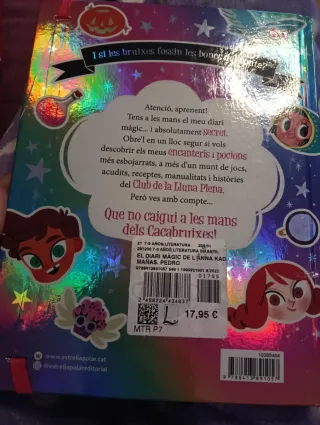 I si les bruixes fossin les bones
Atenció, aprenent!
Tens a les mans el meu diari
màgic... i absolutament secret.
Obre'l en un lloc segur si vols
descobrir els meus encanteris i pocions
més esbojarrats, a més d'un munt de jocs,
acudits, receptes, manualitats i històries
del Club de la Lluna Plena.
Però ves amb compte...
Que no caigui a les mans
dels Cacabruixes!
EL DIARI MÀGIC DE L'ANNA KAD
MAÑAS, PEDRO
17,95 €
MTR.P7
www.estrellapolar.cat
@estrellapolareditorial